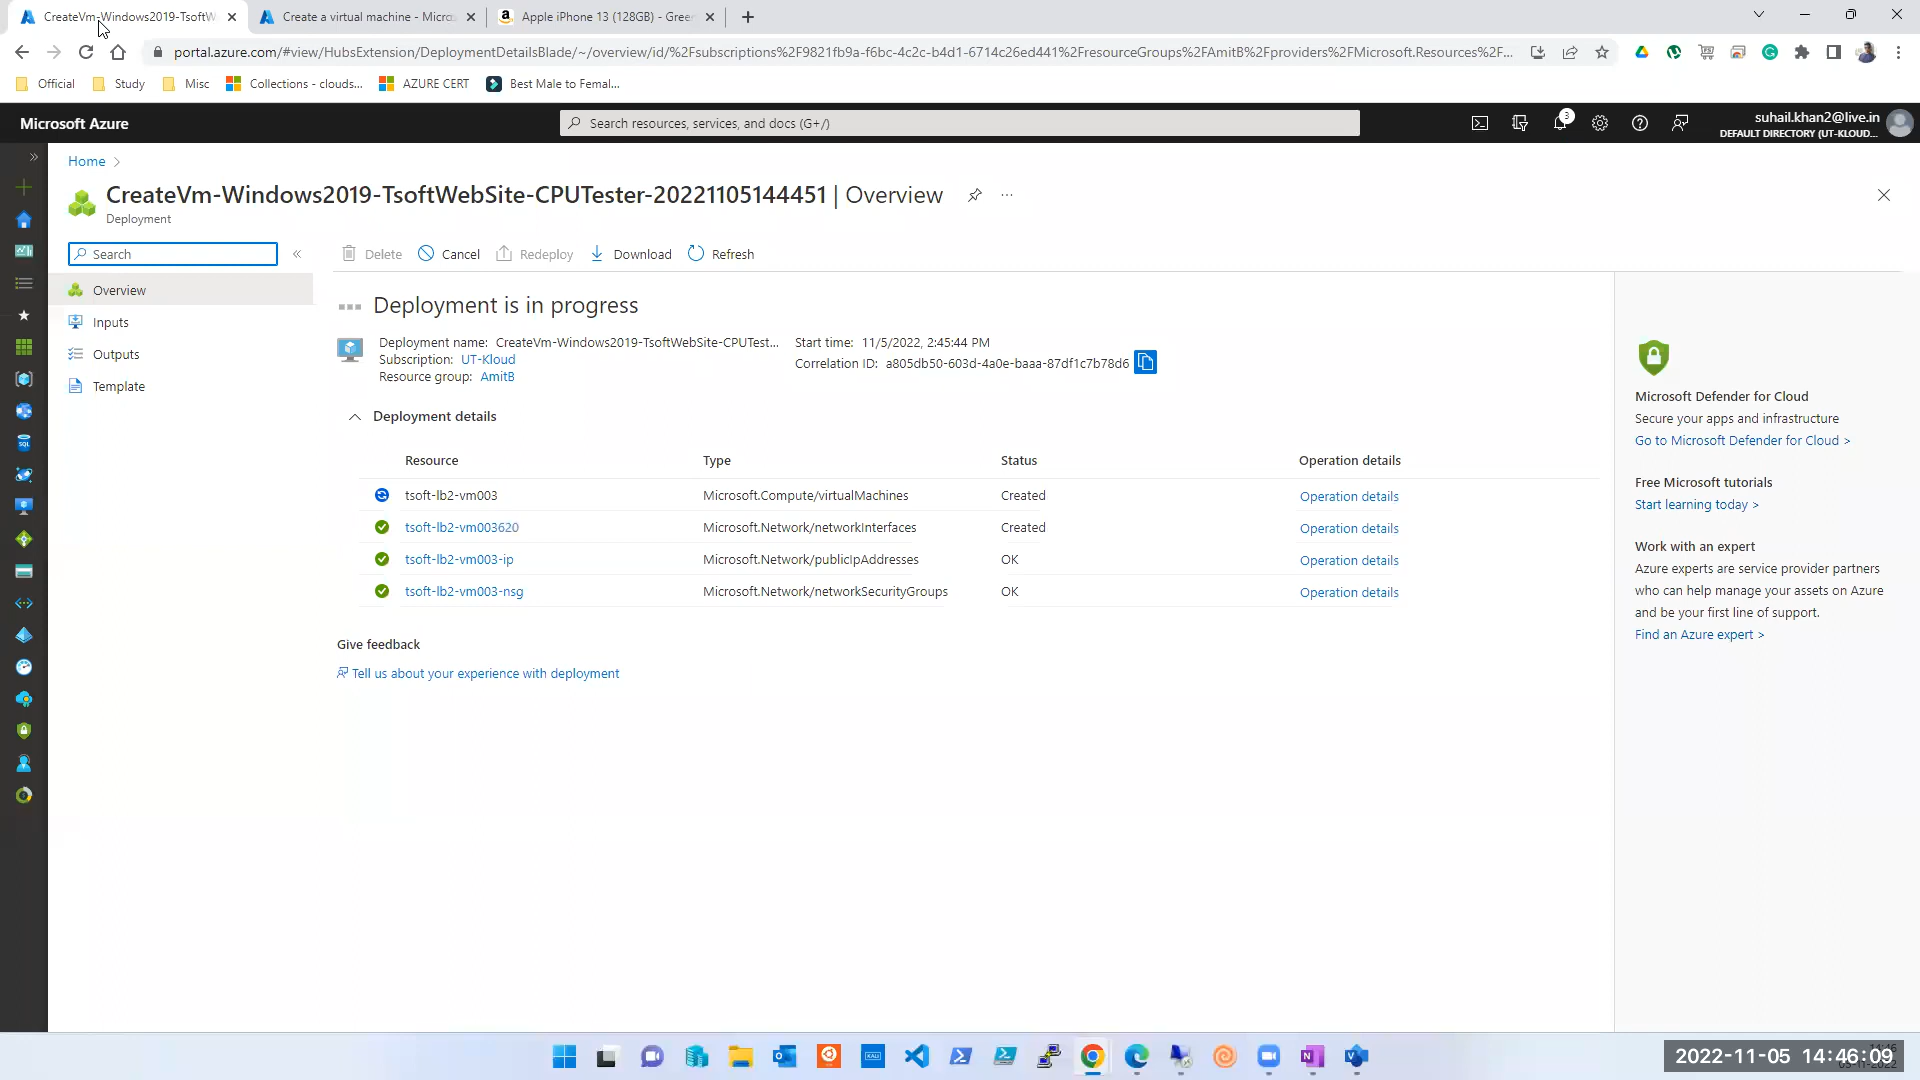 CreateVm-Windows2019-TsoftW
Create a virtual machine - Micro
Apple iPhone 13 (128GB) - Gree
portal.azure.com/#view/HubsExtension/DeploymentDetailsBlade/~/overview/id/%2Fsubscriptions%2F9821fb9a-f6bc-4c2c-b4d1-6714c26ed441%2FresourceGroups%2FAmitB%2Fproviders%2FMicrosoft.Resources%2F...
Official
Study
Misc
Collections - clouds...
AZURE CERT
Best Male to Femal...
Microsoft Azure
Search resources, services, and docs (G+/)
3
suhail.khan2@live.in
DEFAULT DIRECTORY (UT-KLOUD...
Home >
CreateVm-Windows2019-TsoftWebSite-CPUTester-20221105144451 | Overview
Deployment
Search
Delete
Cancel
Redeploy
Download
Refresh
Overview
Inputs
Outputs
Template
Deployment is in progress
Deployment name: CreateVm-Windows2019-TsoftWebSite-CPUTest...
Subscription: UT-Kloud
Resource group: AmitB
Start time: 11/5/2022, 2:45:44 PM
Correlation ID: a805db50-603d-4a0e-baaa-87df1c7b78d6
Deployment details
Resource Type Status Operation details
tsoft-lb2-vm003 Microsoft.Compute/virtualMachines Created Operation details
tsoft-lb2-vm003620 Microsoft.Network/networkInterfaces Created Operation details
tsoft-lb2-vm003-ip Microsoft.Network/publicIpAddresses OK Operation details
tsoft-lb2-vm003-nsg Microsoft.Network/networkSecurityGroups OK Operation details
Give feedback
Tell us about your experience with deployment
Microsoft Defender for Cloud
Secure your apps and infrastructure
Go to Microsoft Defender for Cloud >
Free Microsoft tutorials
Start learning today >
Work with an expert
Azure experts are service provider partners
who can help manage your assets on Azure
and be your first line of support.
Find an Azure expert >
2022-11-05 14:46:09